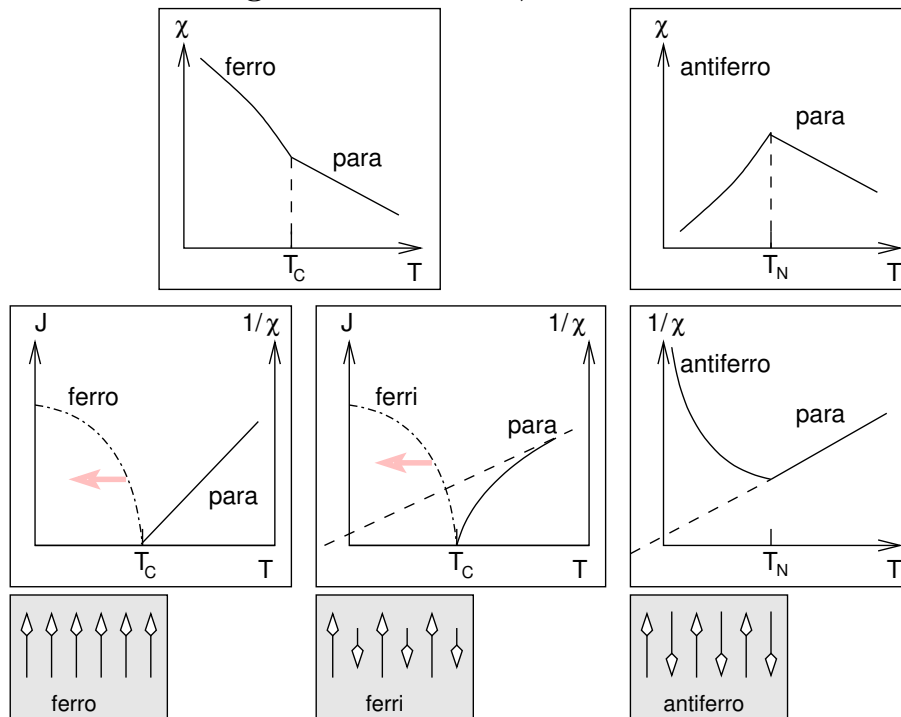 χ
ferro
para
T_C
T
χ
antiferro
para
T_N
T
J
1/χ
ferro
para
T_C
T
J
1/χ
ferri
para
T_C
T
1/χ
antiferro
para
T_N
T
ferro
ferri
antiferro